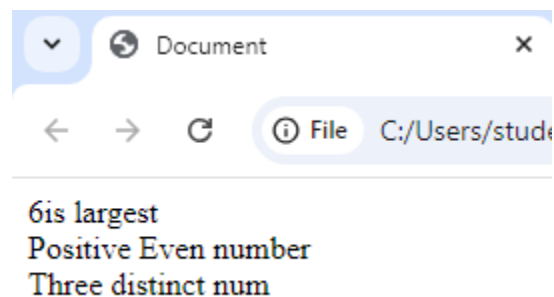 Document
File C:/Users/stude
6is largest
Positive Even number
Three distinct num